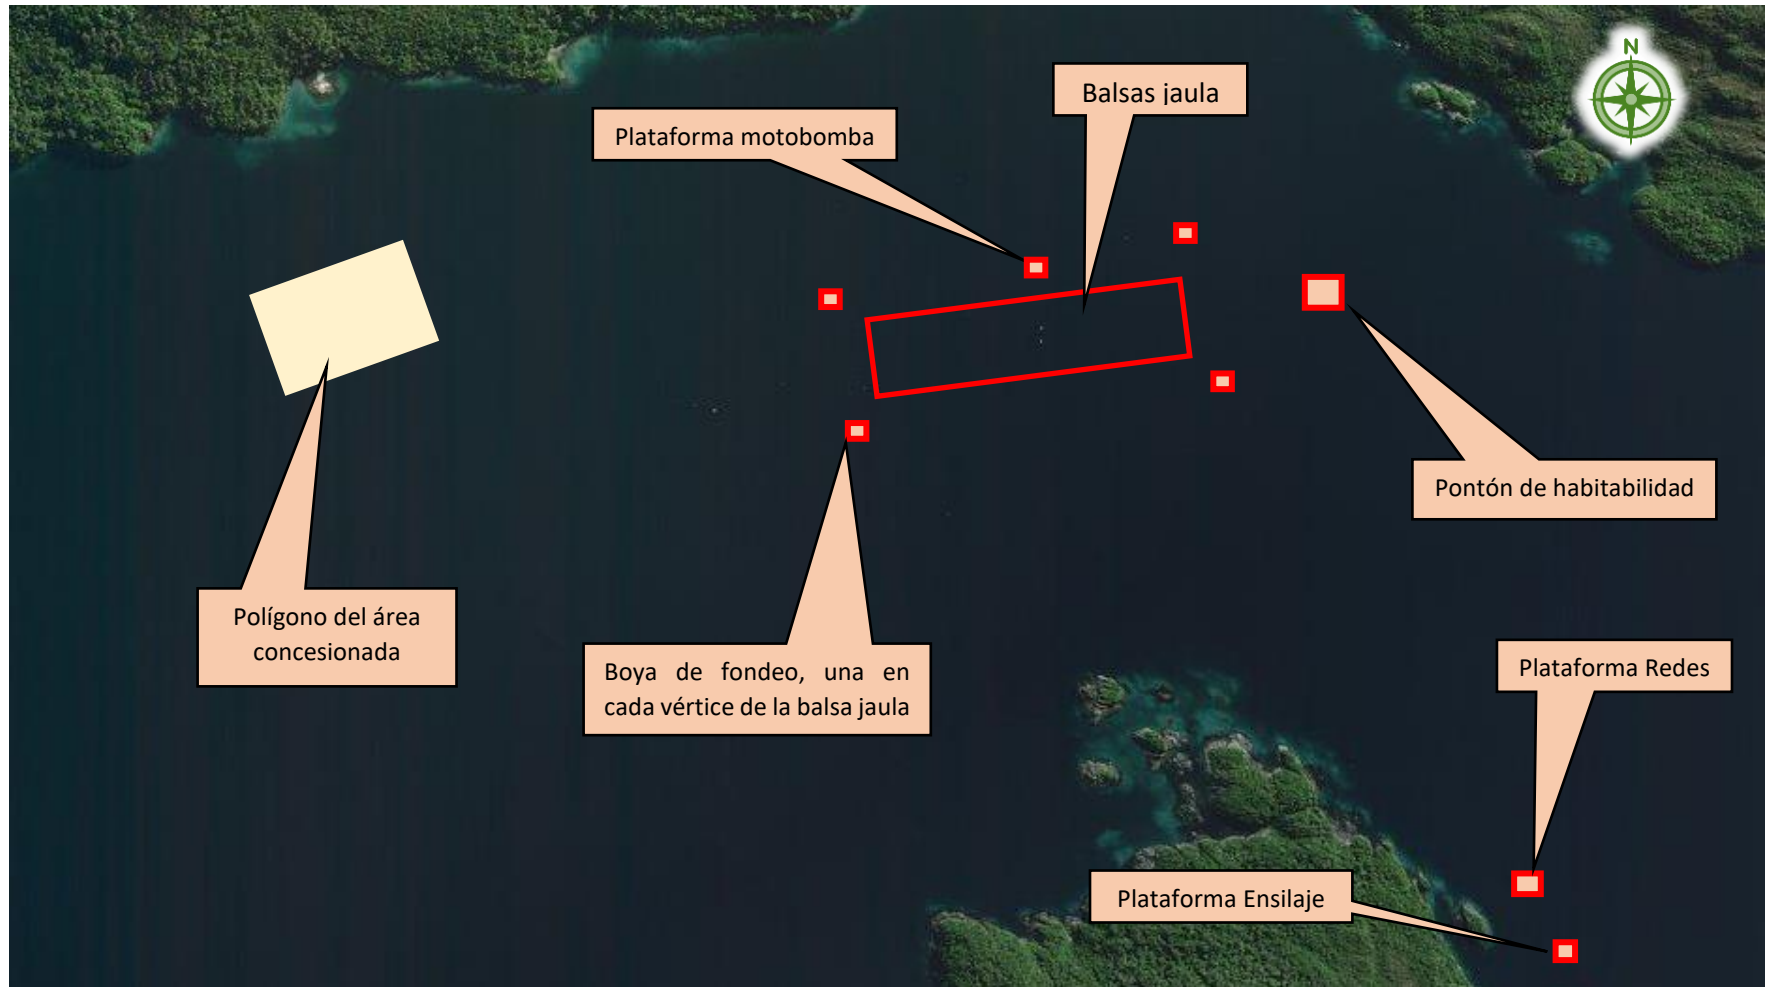 N
Balsas jaula
Plataforma motobomba
Pontón de habitabilidad
Polígono del área
concesionada
Boya de fondeo, una en
cada vértice de la balsa jaula
Plataforma Redes
Plataforma Ensilaje